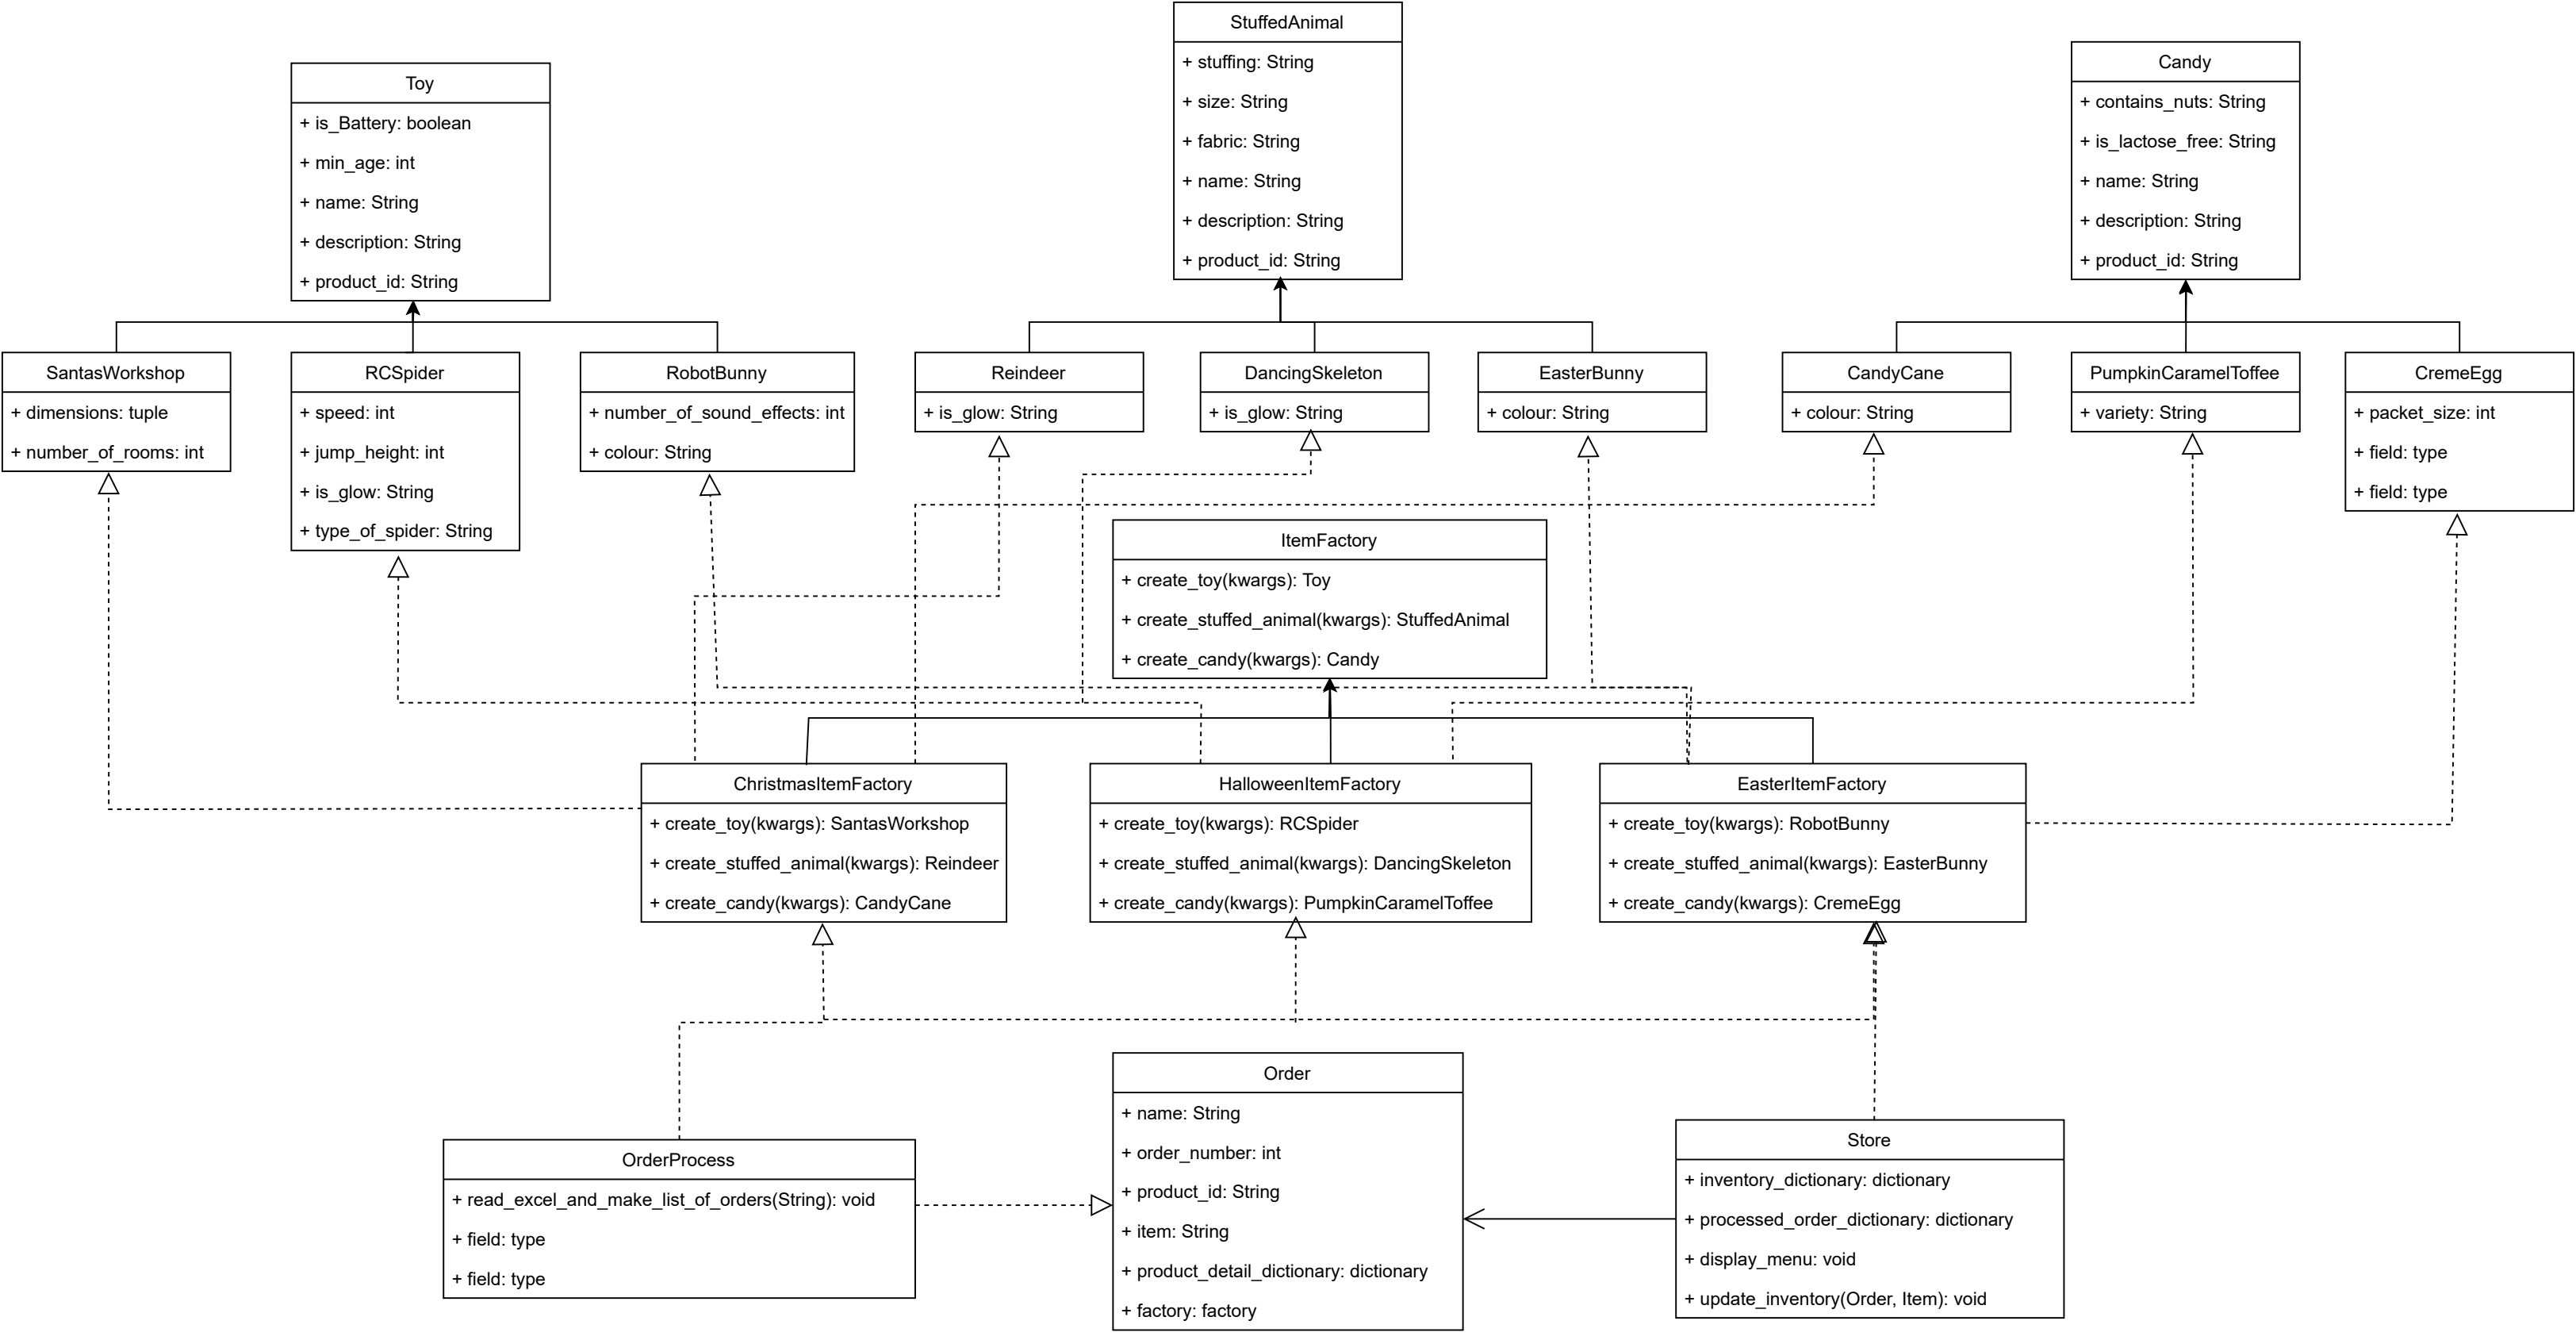 StuffedAnimal
+ stuffing: String
+ size: String
+ fabric: String
+ name: String
+ description: String
+ product_id: String
Candy
+ contains_nuts: String
+ is_lactose_free: String
+ name: String
+ description: String
+ product_id: String
Toy
+ is_Battery: boolean
+ min_age: int
+ name: String
+ description: String
+ product_id: String
SantasWorkshop
+ dimensions: tuple
+ number_of_rooms: int
RCSpider
+ speed: int
+ jump_height: int
+ is_glow: String
+ type_of_spider: String
RobotBunny
+ number_of_sound_effects: int
+ colour: String
Reindeer
+ is_glow: String
DancingSkeleton
+ is_glow: String
EasterBunny
+ colour: String
CandyCane
+ colour: String
PumpkinCaramelToffee
+ variety: String
CremeEgg
+ packet_size: int
+ field: type
+ field: type
ItemFactory
+ create_toy(kwargs): Toy
+ create_stuffed_animal(kwargs): StuffedAnimal
+ create_candy(kwargs): Candy
ChristmasItemFactory
+ create_toy(kwargs): SantasWorkshop
+ create_stuffed_animal(kwargs): Reindeer
+ create_candy(kwargs): CandyCane
HalloweenItemFactory
+ create_toy(kwargs): RCSpider
+ create_stuffed_animal(kwargs): DancingSkeleton
+ create_candy(kwargs): PumpkinCaramelToffee
EasterItemFactory
+ create_toy(kwargs): RobotBunny
+ create_stuffed_animal(kwargs): EasterBunny
+ create_candy(kwargs): CremeEgg
OrderProcess
+ read_excel_and_make_list_of_orders(String): void
+ field: type
+ field: type
Order
+ name: String
+ order_number: int
+ product_id: String
+ item: String
+ product_detail_dictionary: dictionary
+ factory: factory
Store
+ inventory_dictionary: dictionary
+ processed_order_dictionary: dictionary
+ display_menu: void
+ update_inventory(Order, Item): void